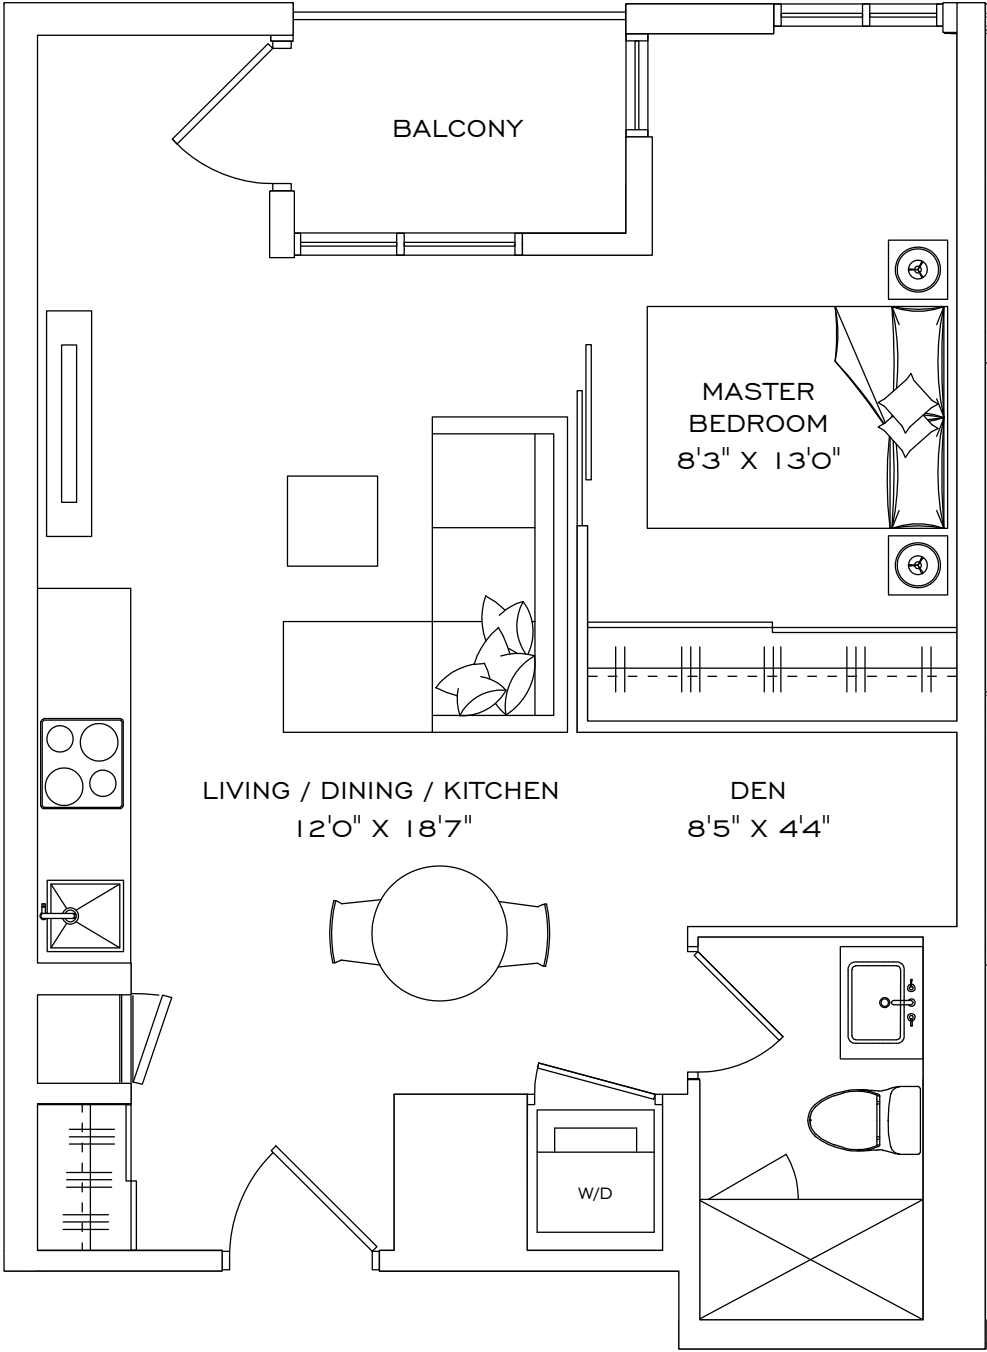 BALCONY
MASTER
BEDROOM
8'3" X 13'0"
LIVING / DINING / KITCHEN
12'0" X 18'7"
DEN
8'5" X 4'4"
W/D